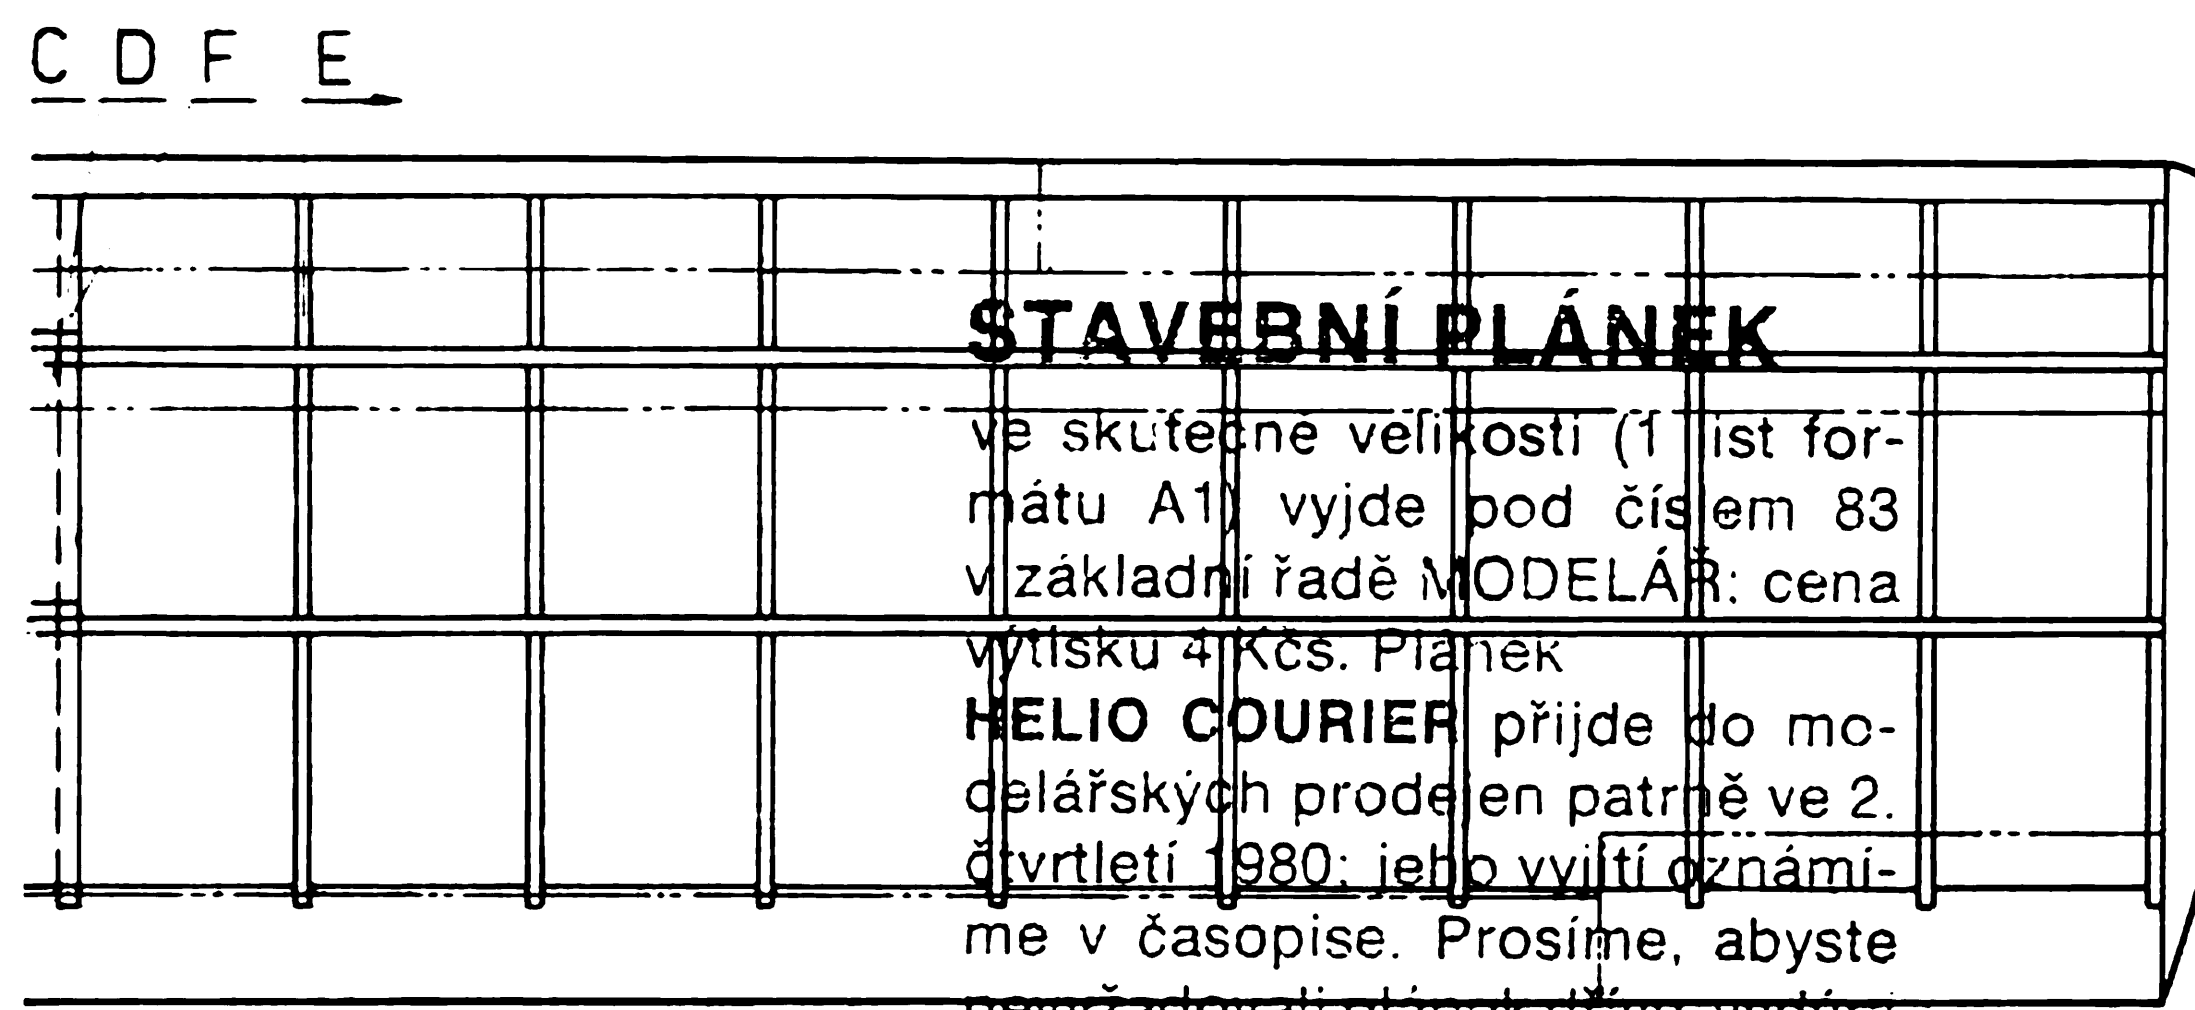 C D F E
STAVEBNÍ PLÁNEK
ve skutečné velikosti (1 list for-
mátu A1) vyjde pod číslem 83
v základní řadě MODELÁŘ: cena
výtisku 4 Kčs. Plánek
HELIO COURIER přijde do mo-
delářských prodejen patrně ve 2.
čtvrtletí 1980; jeho vyjití oznámí-
me v časopise. Prosíme, abyste